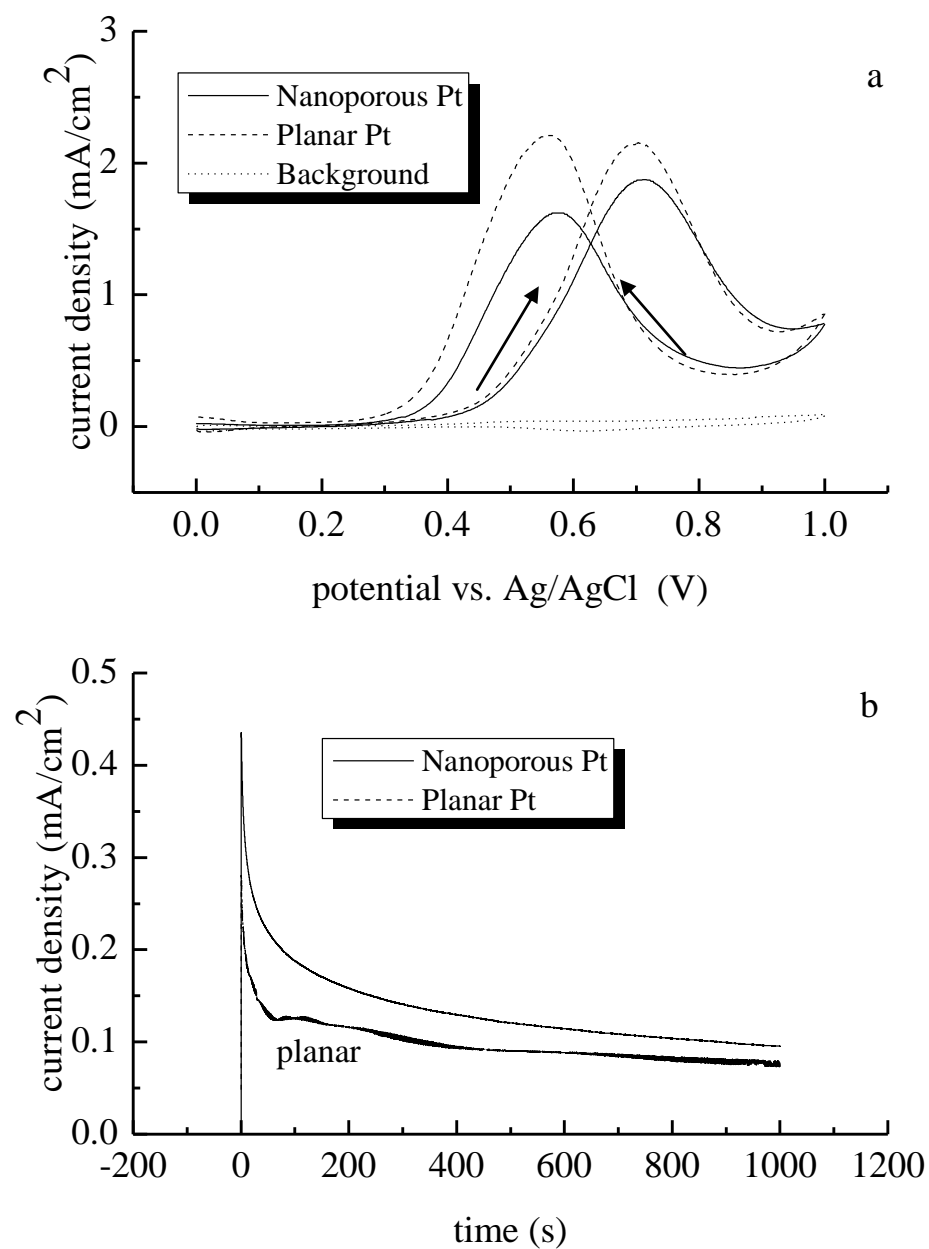 a
Nanoporous Pt
Planar Pt
Background
current density (mA/cm²)
3
2
1
0
0.0 0.2 0.4 0.6 0.8 1.0
potential vs. Ag/AgCl (V)
b
Nanoporous Pt
Planar Pt
planar
current density (mA/cm²)
0.5
0.4
0.3
0.2
0.1
0.0
-200 0 200 400 600 800 1000 1200
time (s)